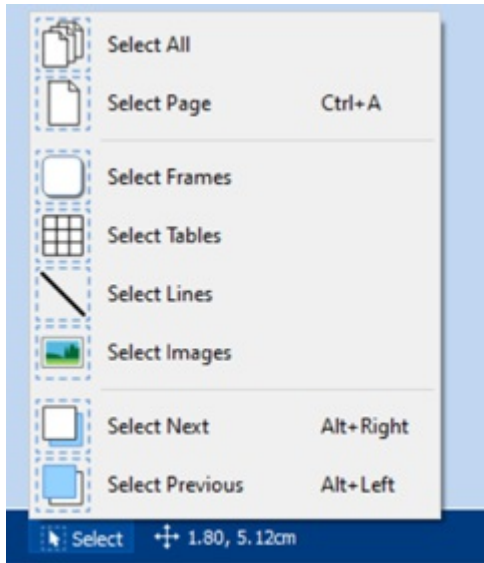 Select All
Select Page Ctrl+A
Select Frames
Select Tables
Select Lines
Select Images
Select Next Alt+Right
Select Previous Alt+Left
Select 1.80, 5.12cm